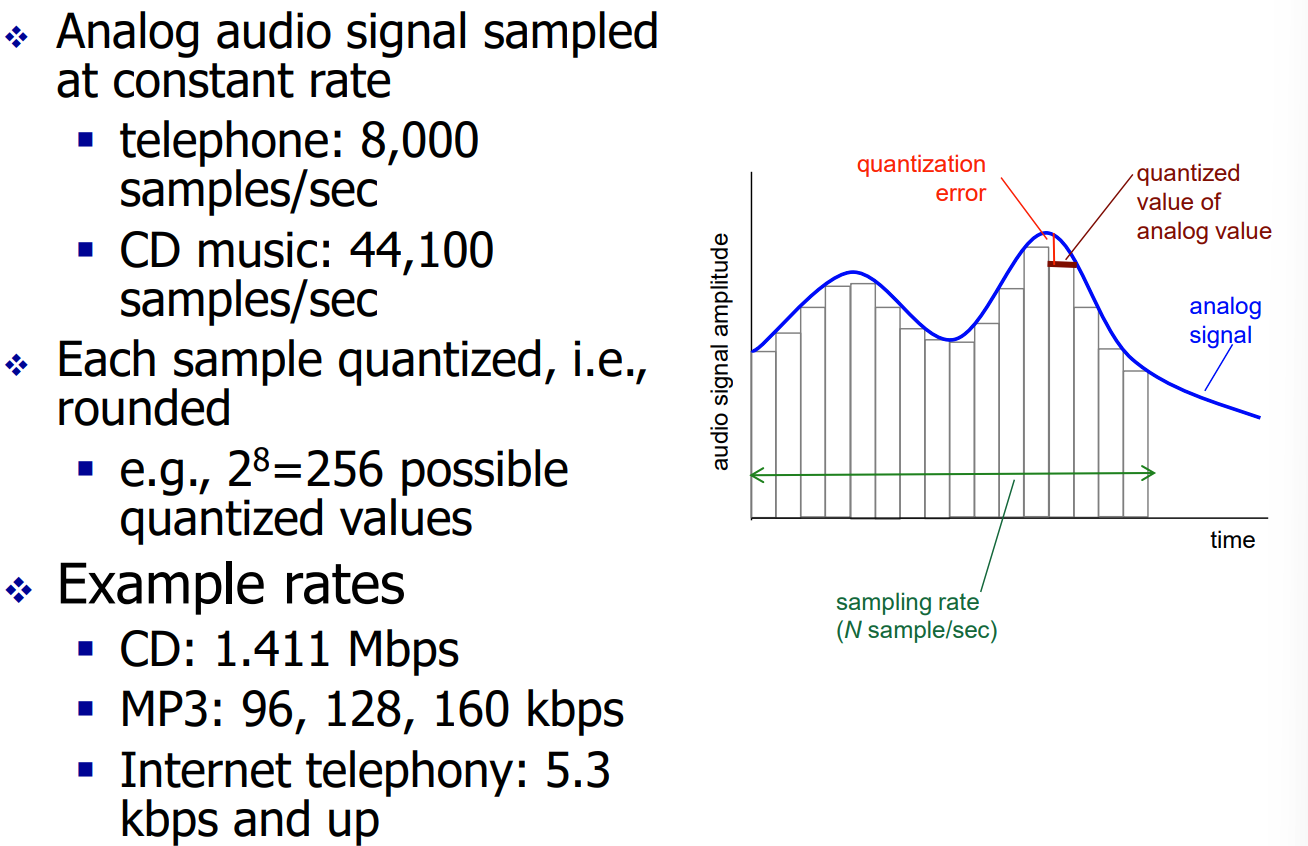 Analog audio signal sampled
at constant rate
telephone: 8,000
samples/sec
CD music: 44,100
samples/sec
Each sample quantized, i.e.,
rounded
e.g., 2⁸=256 possible
quantized values
Example rates
CD: 1.411 Mbps
MP3: 96, 128, 160 kbps
Internet telephony: 5.3
kbps and up
quantization
error
quantized
value of
analog value
analog
signal
audio signal amplitude
time
sampling rate
(N sample/sec)